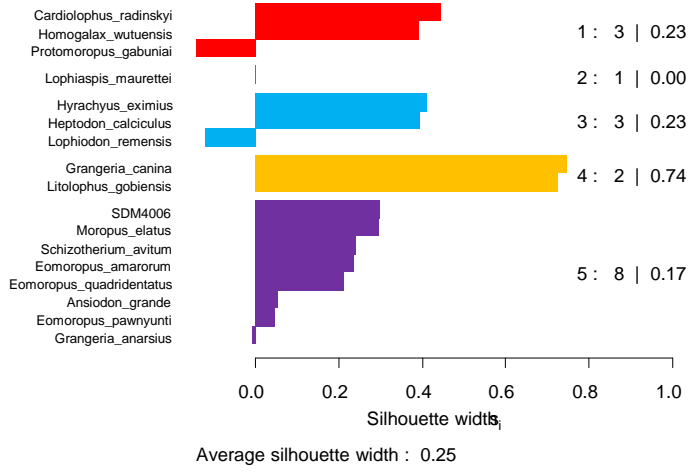 Cardiolophus_radinskyi
Homogalax_wutuensis
Protomoropus_gabuniai
1 : 3 | 0.23
Lophiaspis_maurettei
2 : 1 | 0.00
Hyrachyus_eximius
Heptodon_calciculus
Lophiodon_remensis
3 : 3 | 0.23
Grangeria_canina
Litolophus_gobiensis
4 : 2 | 0.74
SDM4006
Moropus_elatus
Schizotherium_avitum
Eomoropus_amarorum
Eomoropus_quadridentatus
Ansiodon_grande
Eomoropus_pawnyunti
Grangeria_anarsius
5 : 8 | 0.17
0.0 0.2 0.4 0.6 0.8 1.0
Silhouette width si
Average silhouette width : 0.25